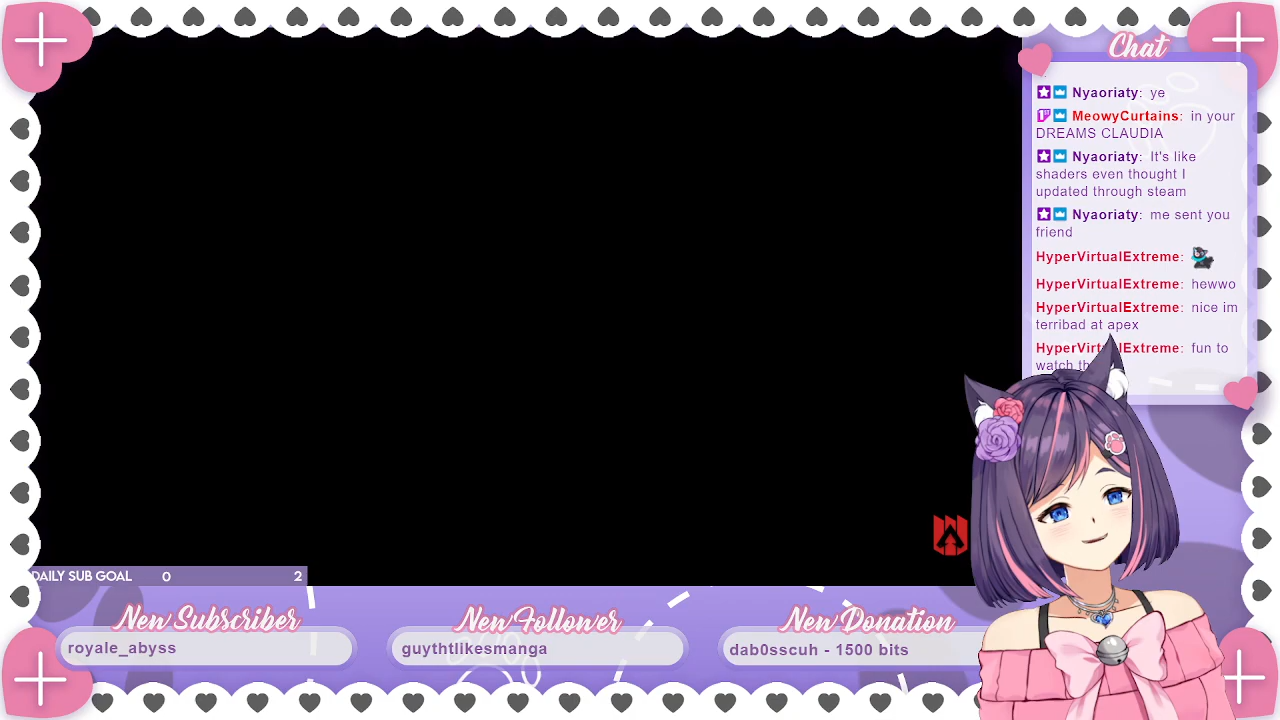 Chat
Nyaoriaty: ye
MeowyCurtains: in your
DREAMS CLAUDIA
Nyaoriaty: It's like
shaders even thought I
updated through steam
Nyaoriaty: me sent you
friend
HyperVirtualExtreme:
HyperVirtualExtreme: hewwo
HyperVirtualExtreme: nice im
terribad at apex
HyperVirtualExtreme: fun to
watch
DAILY SUB GOAL 0 2
New Subscriber
royale_abyss
New Follower
guythtlikesmanga
New Donation
dab0sscuh - 1500 bits